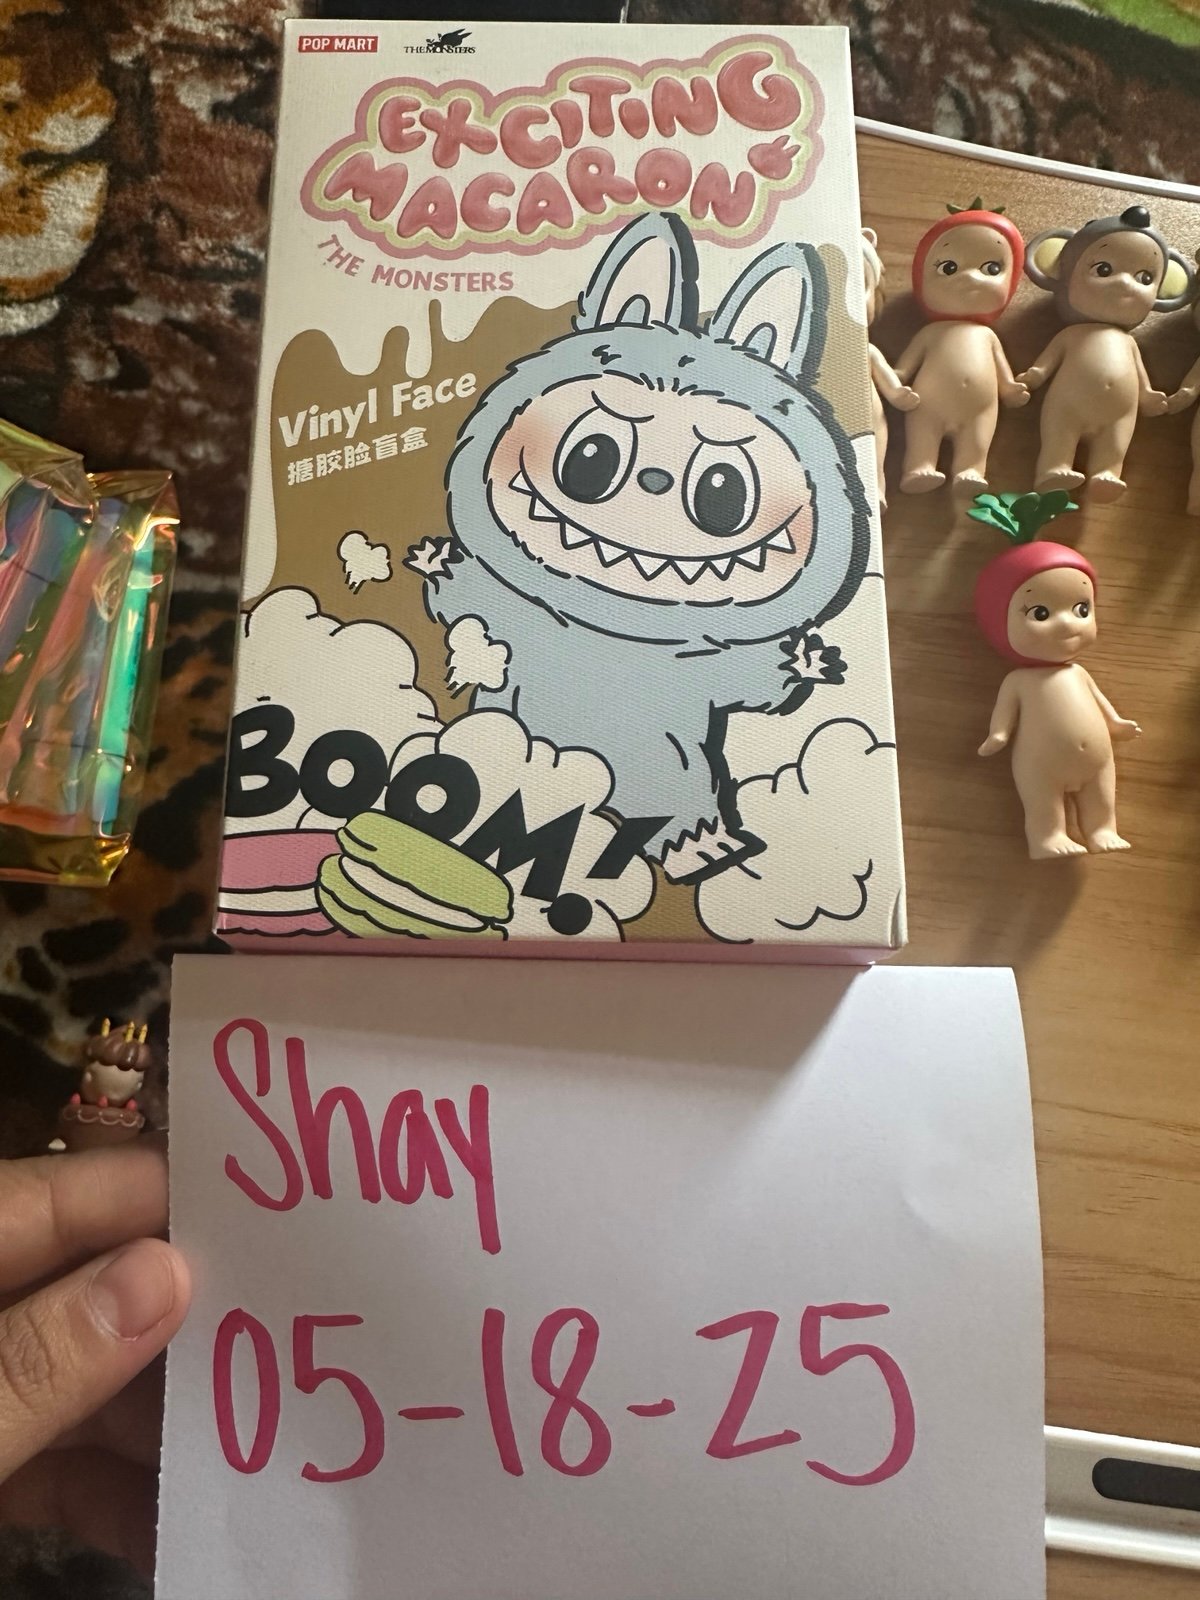 POP MART
THE MONSTERS
EXCITING
MACARON
THE MONSTERS
Vinyl Face
搪胶脸盲盒
BOOM!
Shay
05-18-25